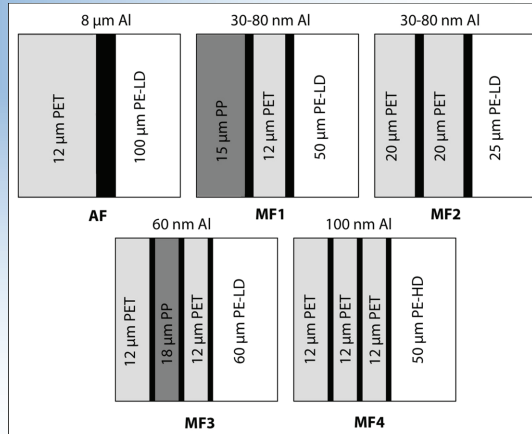 8 µm Al
12 µm PET
100 µm PE-LD
AF
30-80 nm Al
15 µm PP
12 µm PET
50 µm PE-LD
MF1
30-80 nm Al
20 µm PET
20 µm PET
25 µm PE-LD
MF2
60 nm Al
12 µm PET
18 µm PP
12 µm PET
60 µm PE-LD
MF3
100 nm Al
12 µm PET
12 µm PET
12 µm PET
50 µm PE-HD
MF4